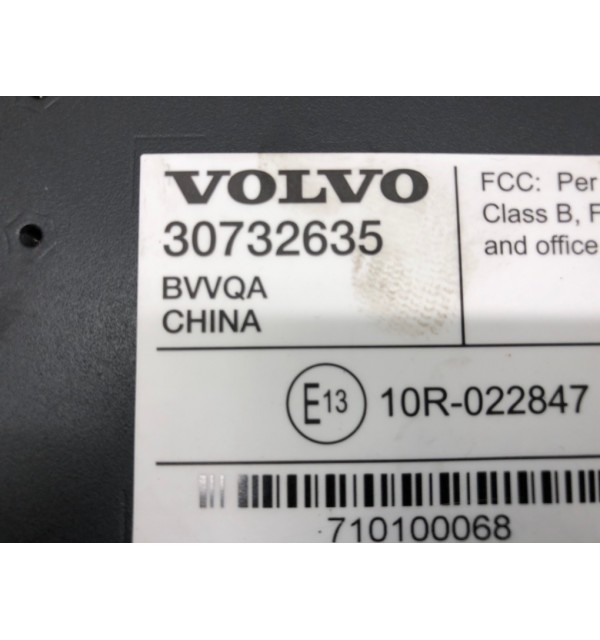 VOLVO
30732635
BVVQA
CHINA
FCC: Per
Class B, F
and office
E13
10R-022847
710100068